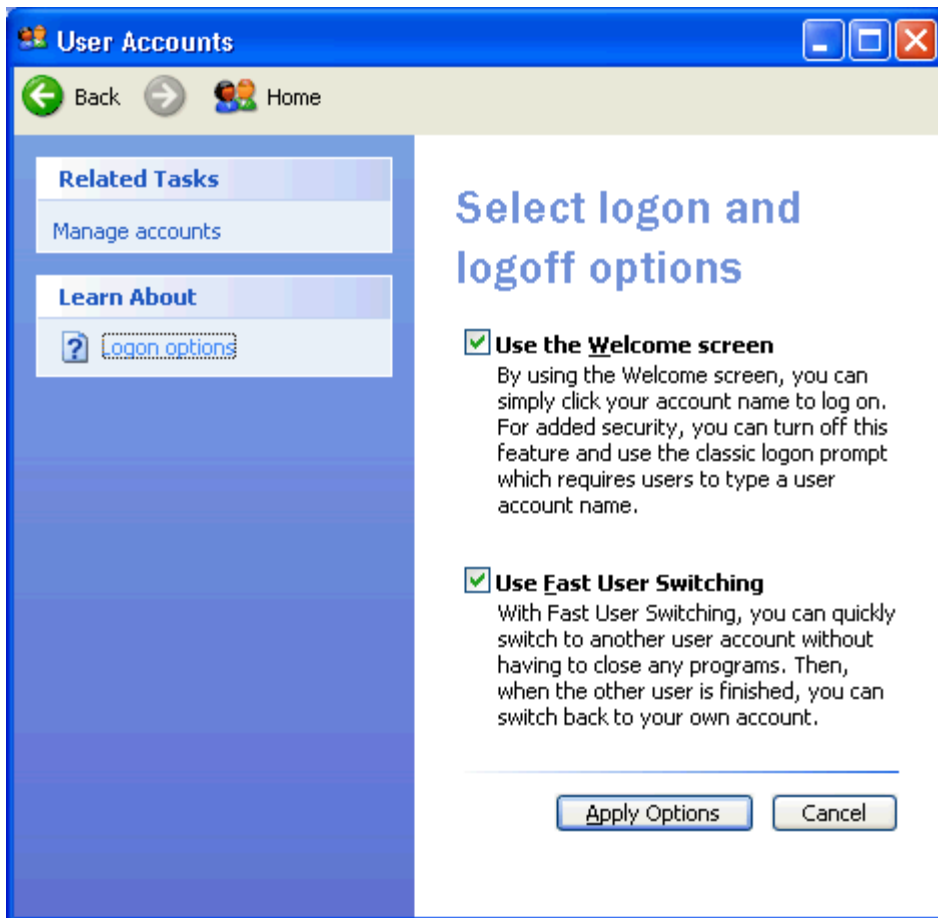 User Accounts
Back
Home
Related Tasks
Manage accounts
Learn About
Logon options
Select logon and
logoff options
Use the Welcome screen
By using the Welcome screen, you can
simply click your account name to log on.
For added security, you can turn off this
feature and use the classic logon prompt
which requires users to type a user
account name.
Use Fast User Switching
With Fast User Switching, you can quickly
switch to another user account without
having to close any programs. Then,
when the other user is finished, you can
switch back to your own account.
Apply Options
Cancel